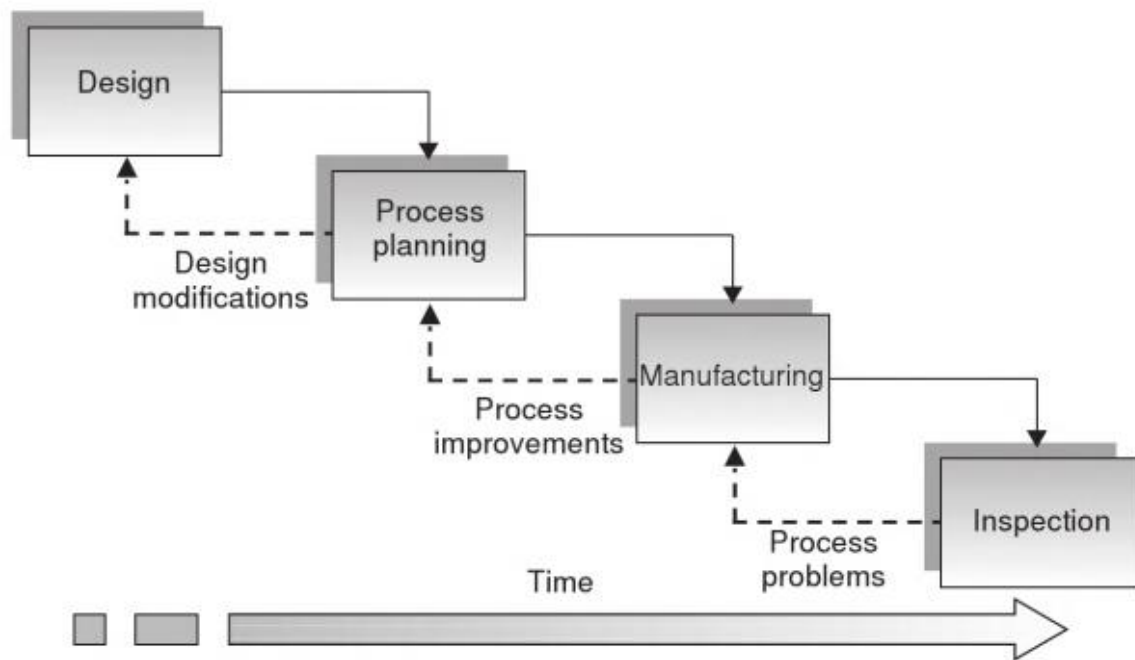 Design
Process
planning
Design
modifications
Manufacturing
Process
improvements
Inspection
Process
problems
Time